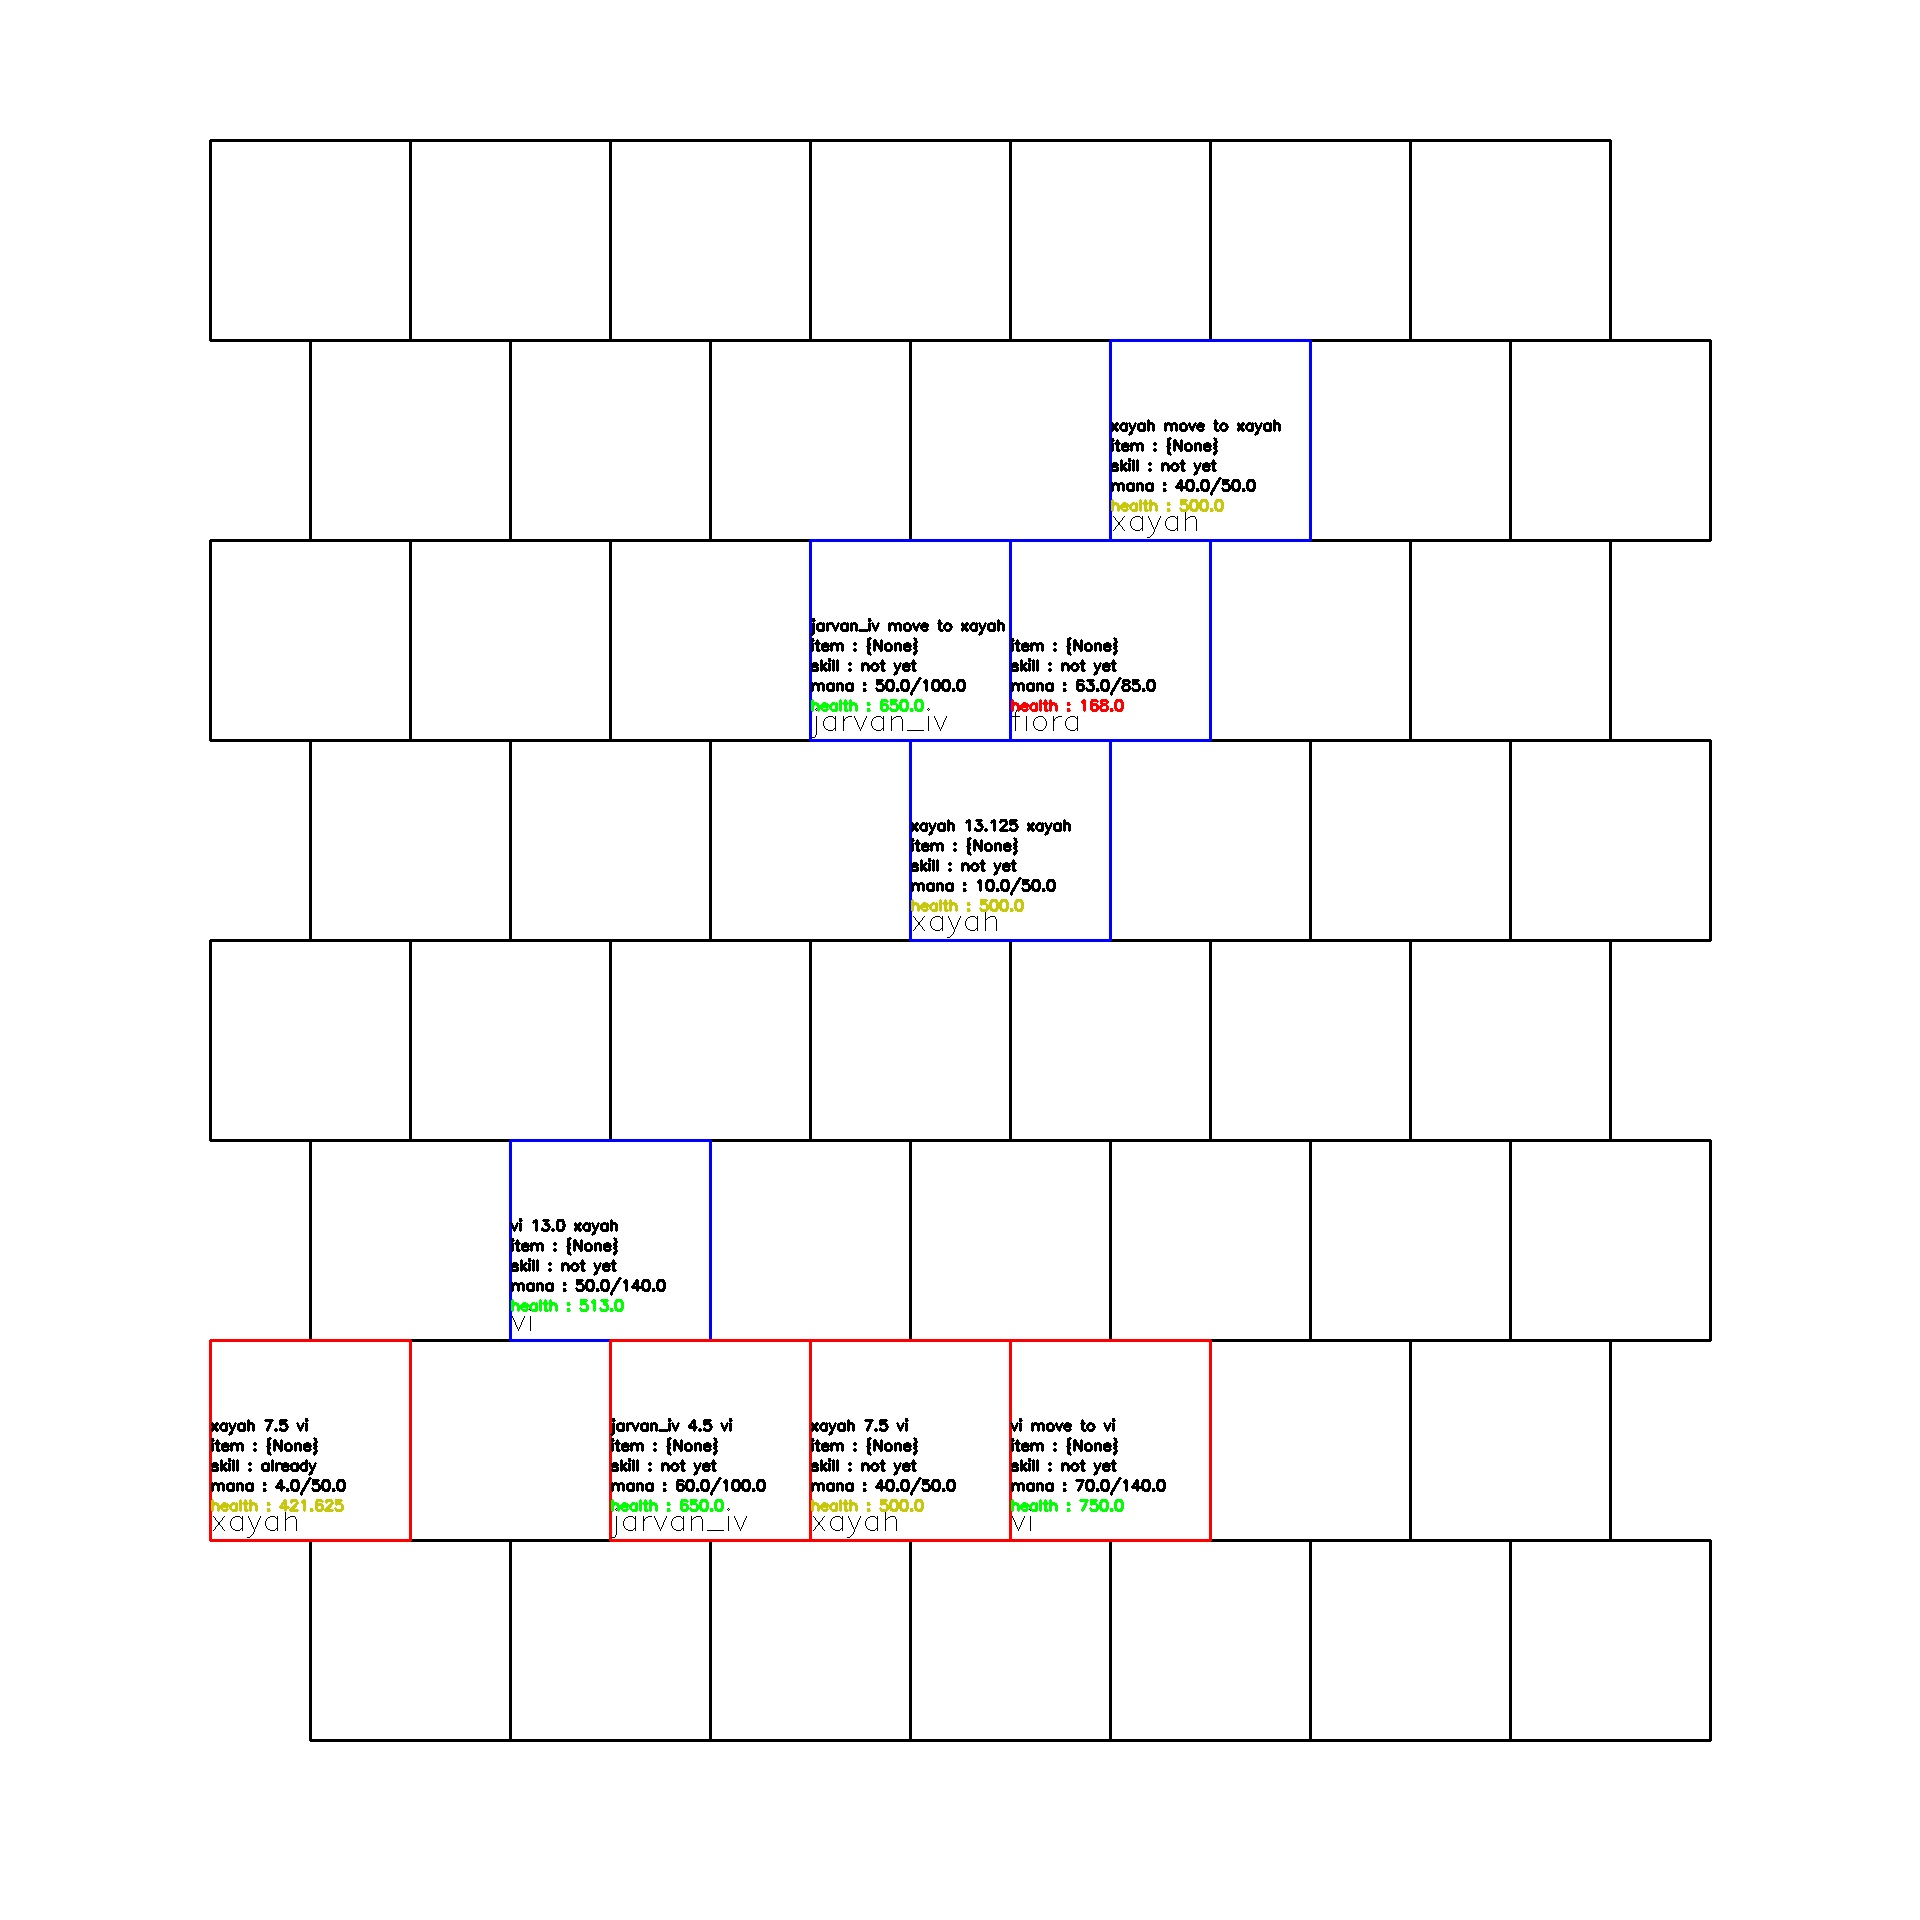 xayah move to xayah
item : {None}
skill : not yet
mana : 40.0/50.0
health : 500.0
xayah
jarvan_iv move to xayah
item : {None}
skill : not yet
mana : 50.0/100.0
health : 650.0
jarvan_iv
item : {None}
skill : not yet
mana : 63.0/85.0
health : 168.0
fiora
xayah 13.125 xayah
item : {None}
skill : not yet
mana : 10.0/50.0
health : 500.0
xayah
vi 13.0 xayah
item : {None}
skill : not yet
mana : 50.0/140.0
health : 513.0
vi
xayah 7.5 vi
item : {None}
skill : already
mana : 4.0/50.0
health : 421.625
xayah
jarvan_iv 4.5 vi
item : {None}
skill : not yet
mana : 60.0/100.0
health : 650.0
jarvan_iv
xayah 7.5 vi
item : {None}
skill : not yet
mana : 40.0/50.0
health : 500.0
xayah
vi move to vi
item : {None}
skill : not yet
mana : 70.0/140.0
health : 750.0
vi